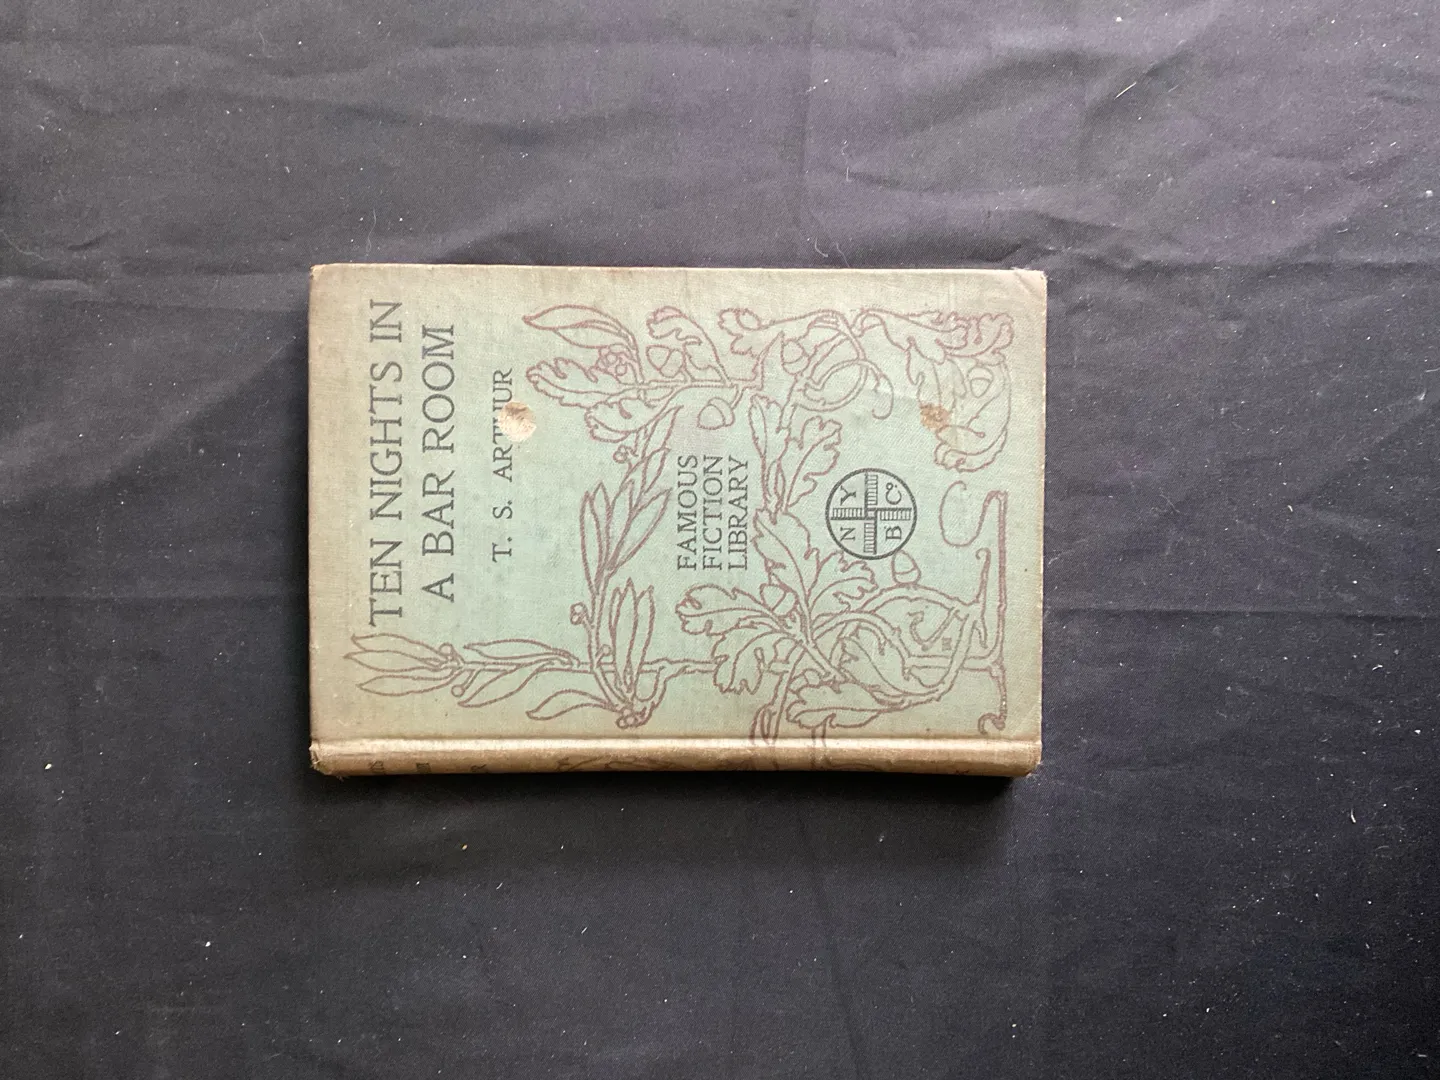 TEN NIGHTS IN
A BAR ROOM
T. S. ARTHUR
FAMOUS
FICTION
LIBRARY
N Y
B Co.